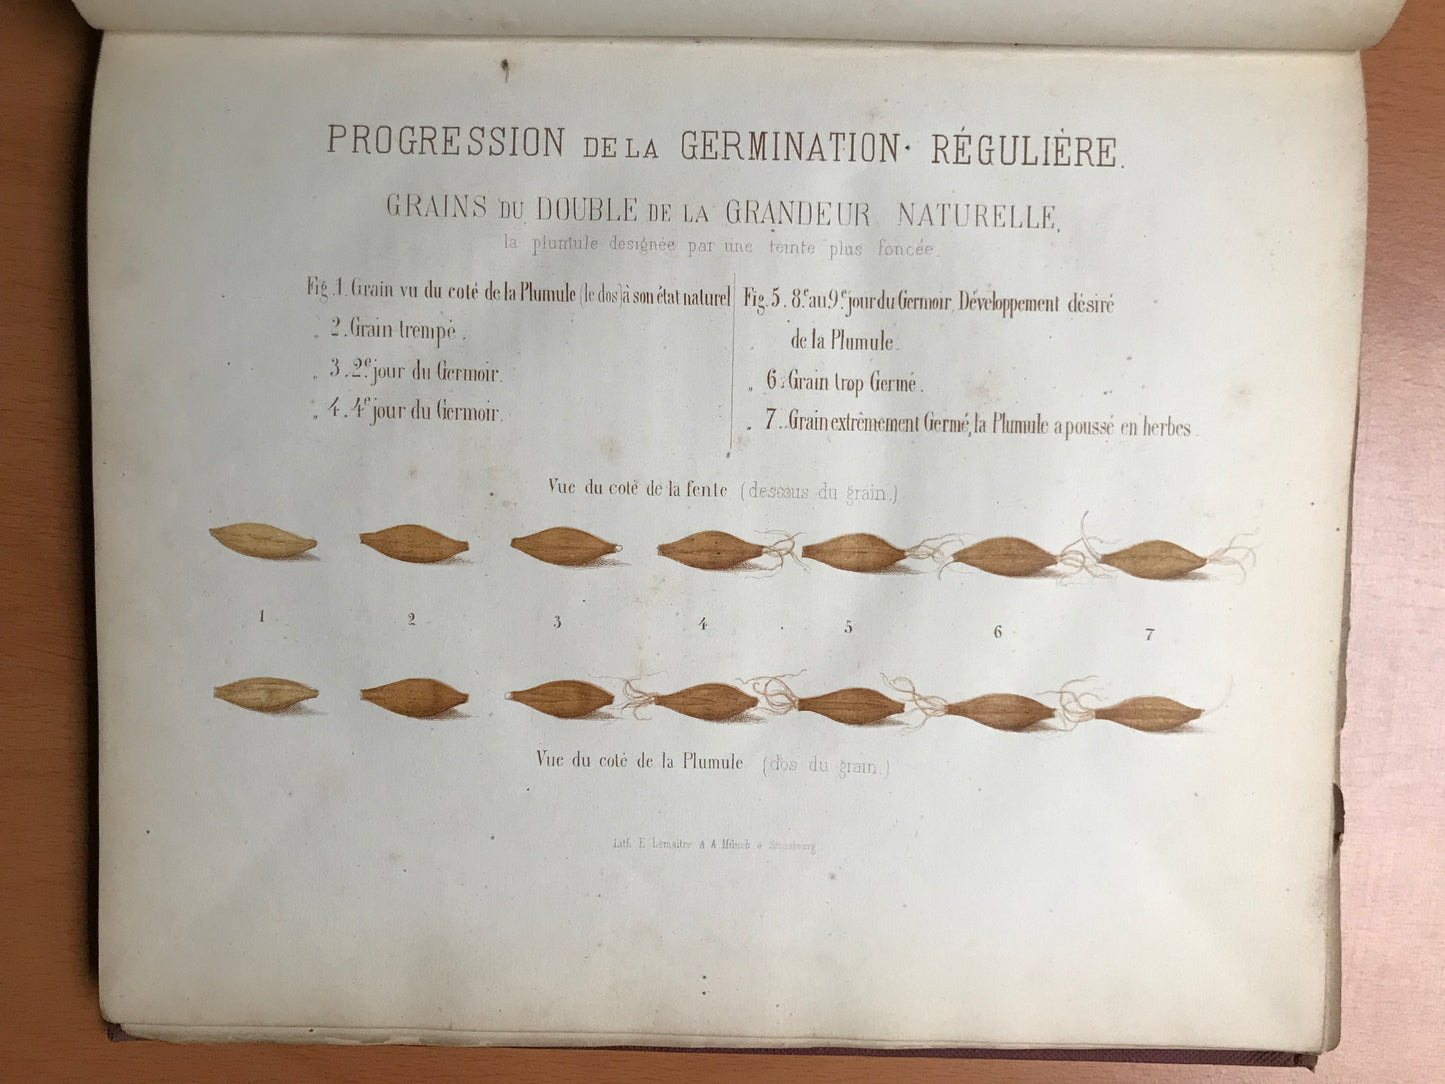 PROGRESSION DE LA GERMINATION · RÉGULIÈRE.
GRAINS DU DOUBLE DE LA GRANDEUR NATURELLE,
la plumule designée par une teinte plus foncée.
Fig. 1. Grain vu du coté de la Plumule (le dos) à son état naturel
„ 2. Grain trempé.
„ 3. 2e jour du Germoir.
„ 4. 4e jour du Germoir.
Fig. 5. 8e au 9e jour du Germoir, Développement désiré
de la Plumule.
„ 6. Grain trop Germé.
„ 7. Grain extrêmement Germé, la Plumule a poussé en herbes.
Vue du coté de la fente (dessous du grain.)
1 2 3 4 5 6 7
Vue du coté de la Plumule (dos du grain.)
Lith. E. Lemaitre & A. Münch à Strasbourg